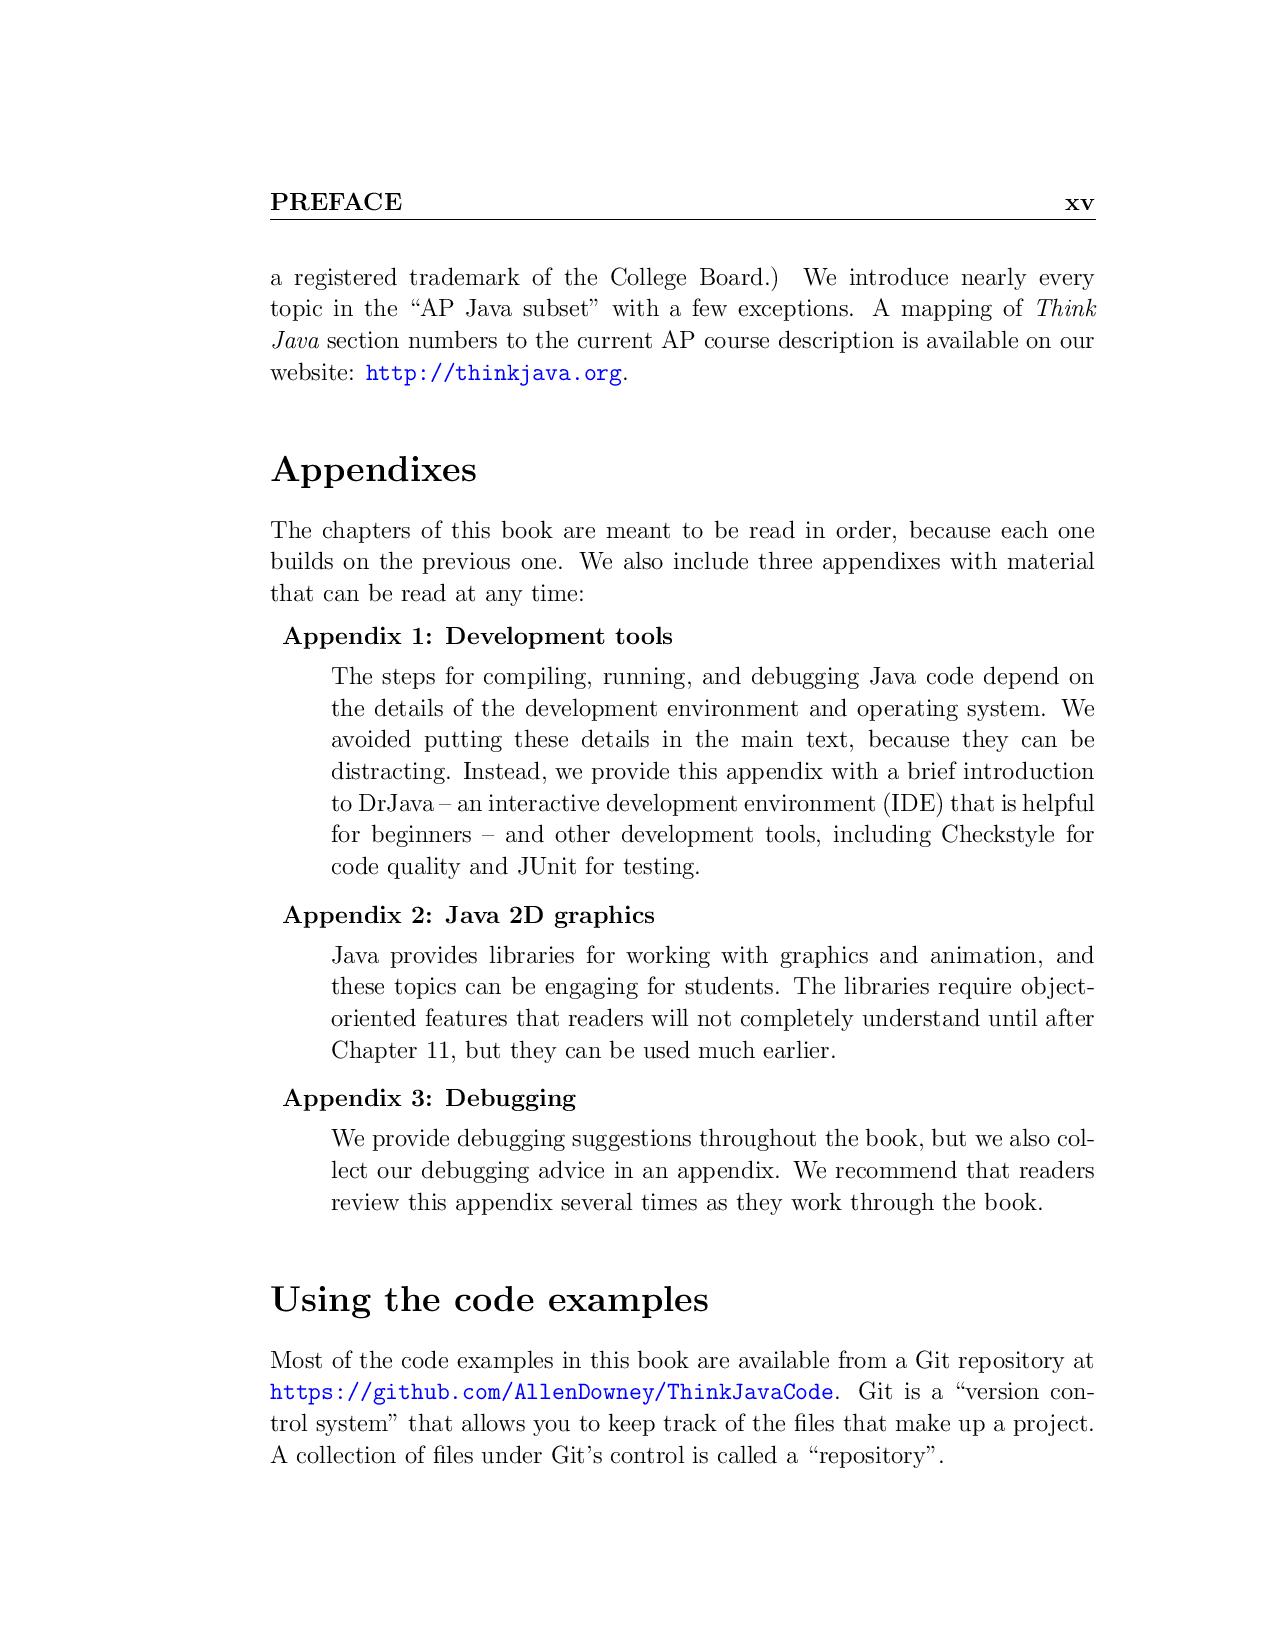 PREFACE xv
a registered trademark of the College Board.) We introduce nearly every
topic in the “AP Java subset” with a few exceptions. A mapping of Think
Java section numbers to the current AP course description is available on our
website: http://thinkjava.org.
Appendixes
The chapters of this book are meant to be read in order, because each one
builds on the previous one. We also include three appendixes with material
that can be read at any time:
Appendix 1: Development tools
The steps for compiling, running, and debugging Java code depend on
the details of the development environment and operating system. We
avoided putting these details in the main text, because they can be
distracting. Instead, we provide this appendix with a brief introduction
to DrJava – an interactive development environment (IDE) that is helpful
for beginners – and other development tools, including Checkstyle for
code quality and JUnit for testing.
Appendix 2: Java 2D graphics
Java provides libraries for working with graphics and animation, and
these topics can be engaging for students. The libraries require object-
oriented features that readers will not completely understand until after
Chapter 11, but they can be used much earlier.
Appendix 3: Debugging
We provide debugging suggestions throughout the book, but we also col-
lect our debugging advice in an appendix. We recommend that readers
review this appendix several times as they work through the book.
Using the code examples
Most of the code examples in this book are available from a Git repository at
https://github.com/AllenDowney/ThinkJavaCode. Git is a “version con-
trol system” that allows you to keep track of the files that make up a project.
A collection of files under Git’s control is called a “repository”.